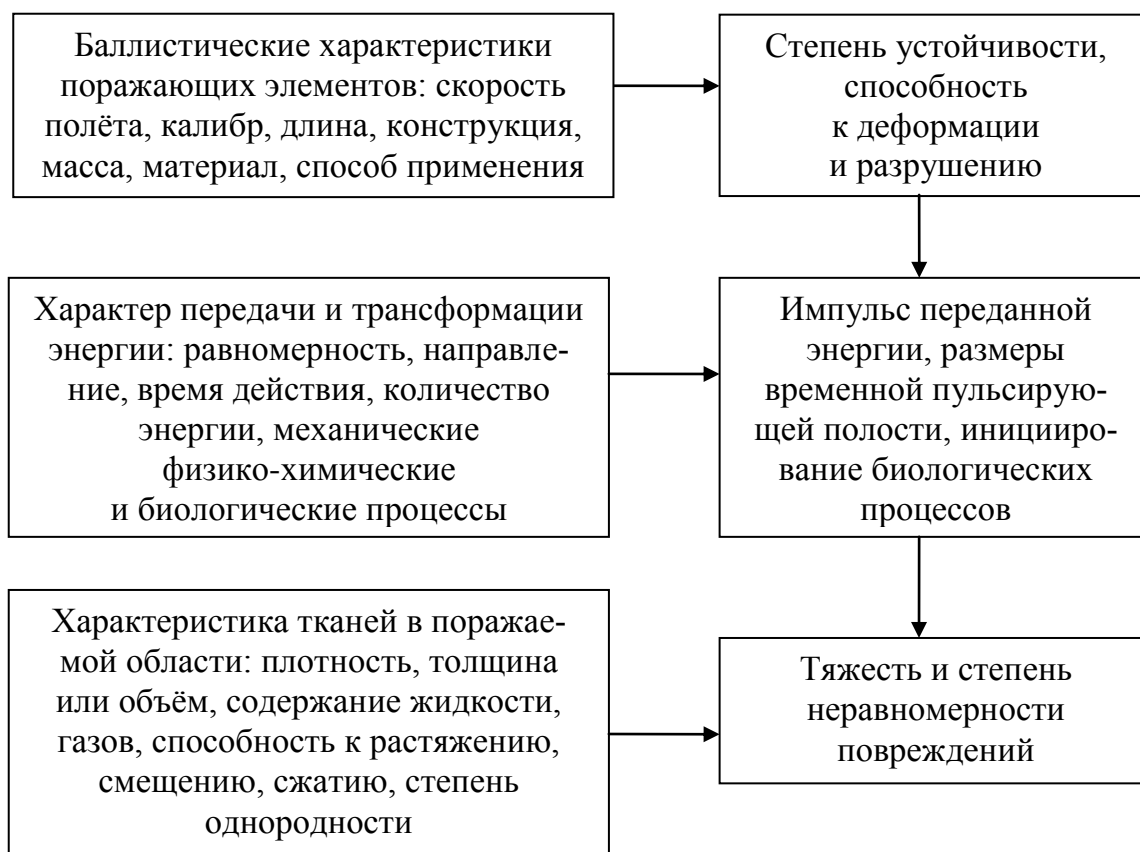 Баллистические характеристики
поражающих элементов: скорость
полёта, калибр, длина, конструкция,
масса, материал, способ применения
Степень устойчивости,
способность
к деформации
и разрушению
Характер передачи и трансформации
энергии: равномерность, направле-
ние, время действия, количество
энергии, механические
физико-химические
и биологические процессы
Импульс переданной
энергии, размеры
временной пульсирую-
щей полости, иницииро-
вание биологических
процессов
Характеристика тканей в поражае-
мой области: плотность, толщина
или объём, содержание жидкости,
газов, способность к растяжению,
смещению, сжатию, степень
однородности
Тяжесть и степень
неравномерности
повреждений